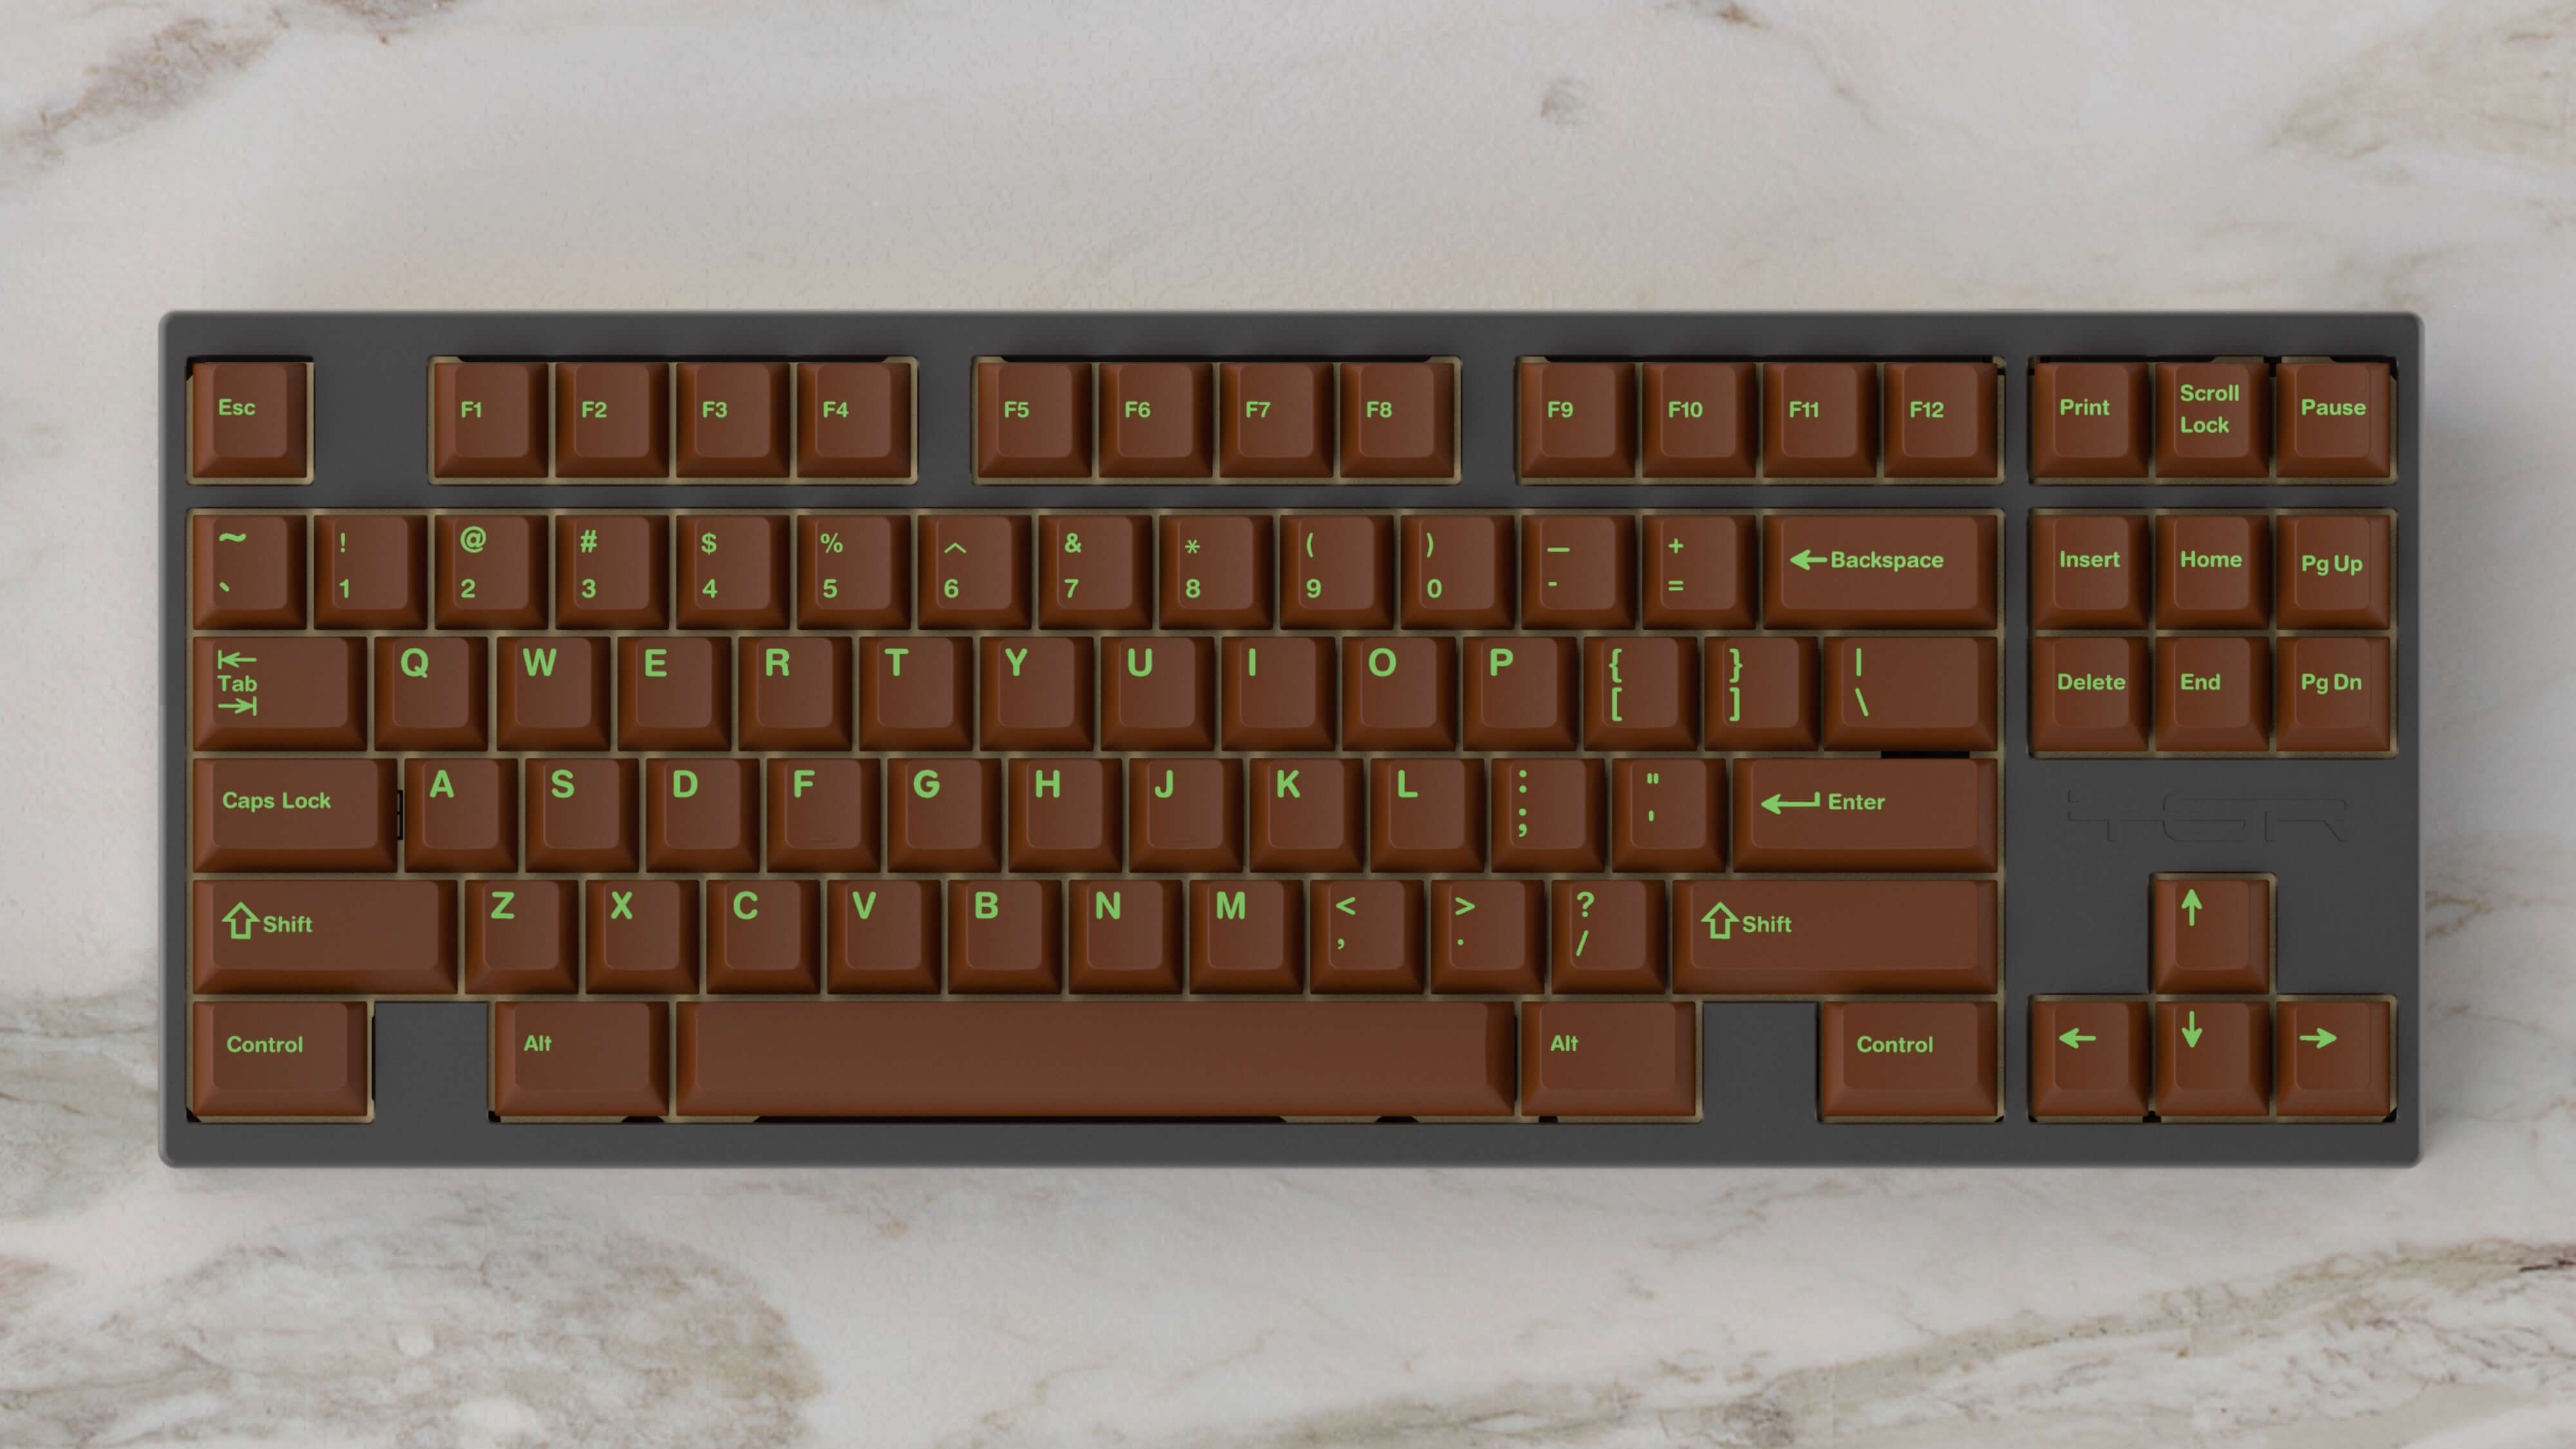 Esc F1 F2 F3 F4 F5 F6 F7 F8 F9 F10 F11 F12 Print Scroll
Lock Pause
~ ! @ # $ % ^ & * ( ) — +
` 1 2 3 4 5 6 7 8 9 0 - = ←Backspace Insert Home Pg Up
Tab Q W E R T Y U I O P { } |
[ ] \ Delete End Pg Dn
Caps Lock A S D F G H J K L : "
; ' Enter
TGR
⇧Shift Z X C V B N M < > ?
, . / ⇧Shift ↑
Control Alt Alt Control ← ↓ →